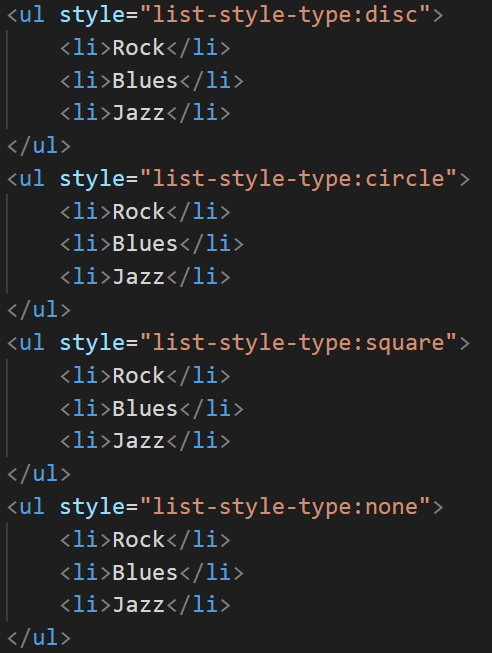 <ul style="list-style-type:disc">
    <li>Rock</li>
    <li>Blues</li>
    <li>Jazz</li>
</ul>
<ul style="list-style-type:circle">
    <li>Rock</li>
    <li>Blues</li>
    <li>Jazz</li>
</ul>
<ul style="list-style-type:square">
    <li>Rock</li>
    <li>Blues</li>
    <li>Jazz</li>
</ul>
<ul style="list-style-type:none">
    <li>Rock</li>
    <li>Blues</li>
    <li>Jazz</li>
</ul>